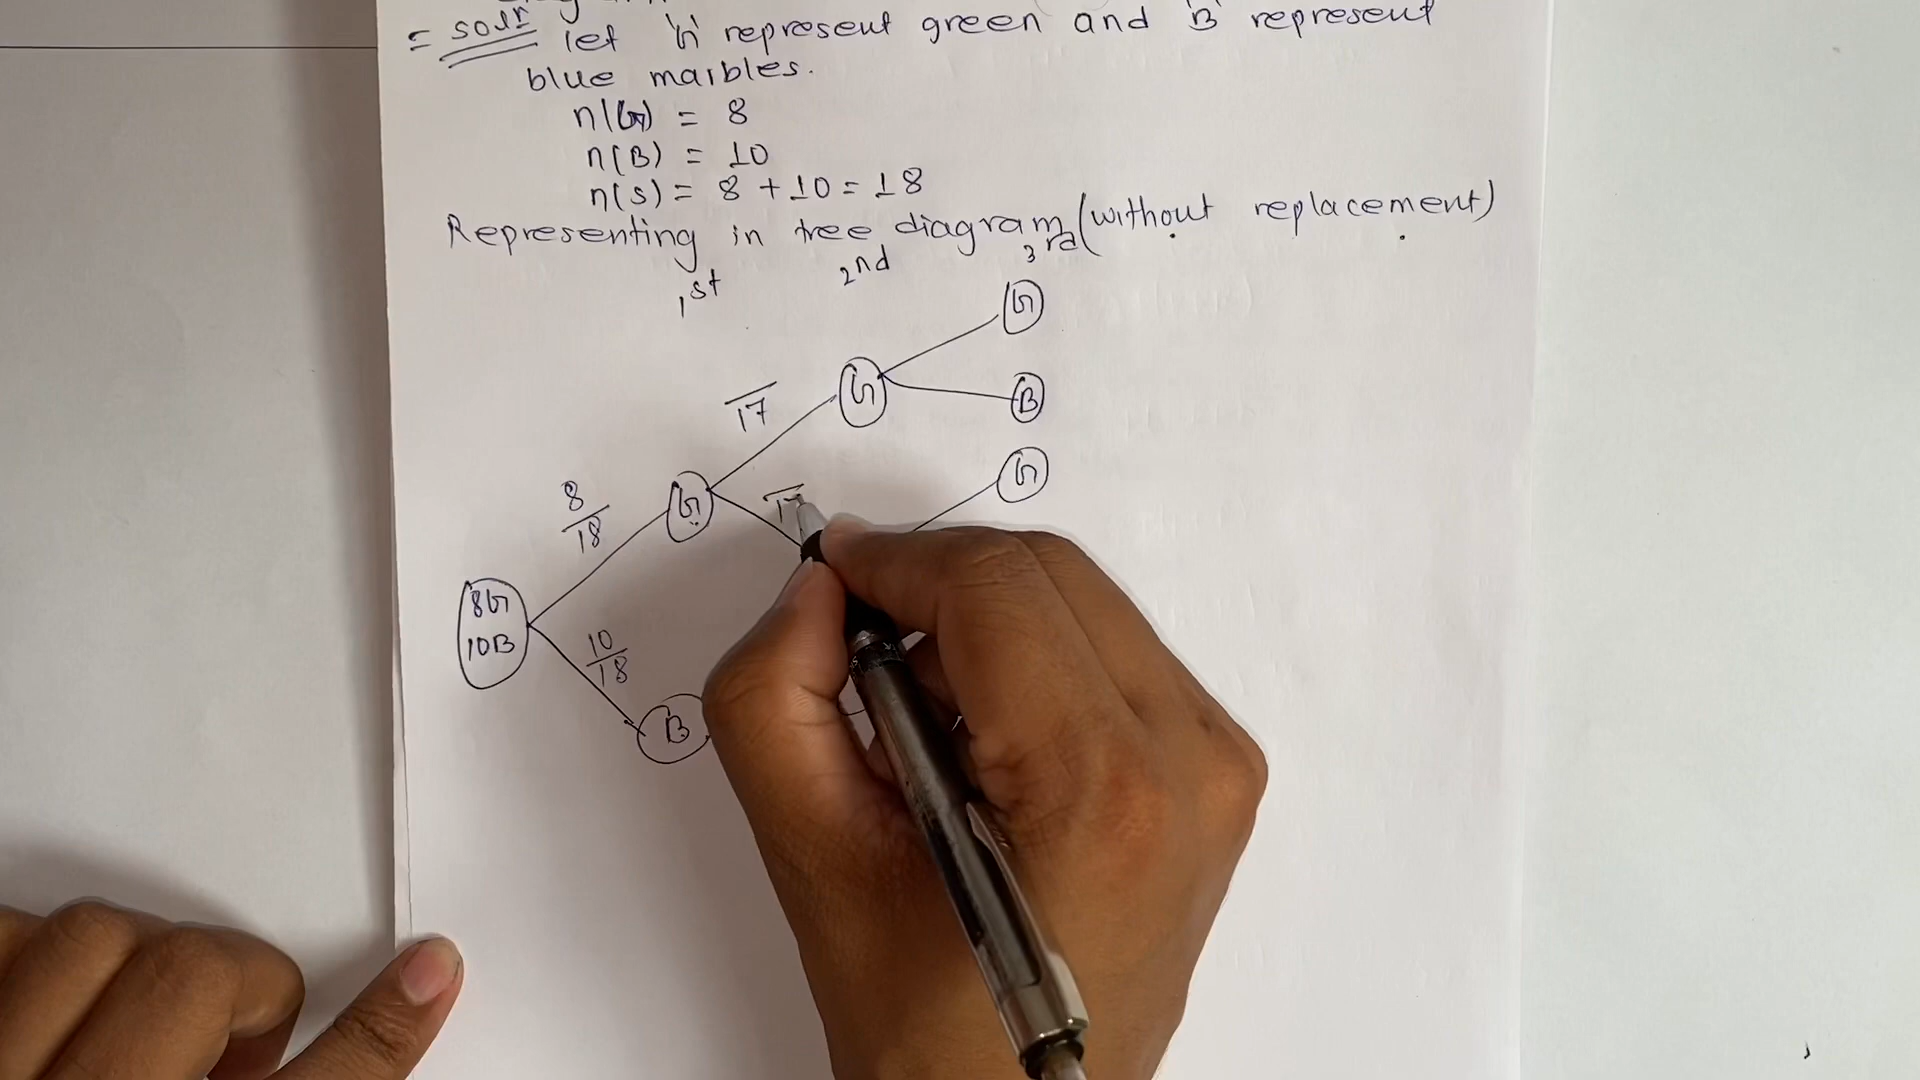 = Solⁿ let 'G' represent green and 'B' represent
blue marbles.
n(G) = 8
n(B) = 10
n(S) = 8 + 10 = 18
Representing in tree diagram (without replacement)
1st 2nd 3rd
G
G B
17
G
8/18 G 17
8G
10B
10/18
B